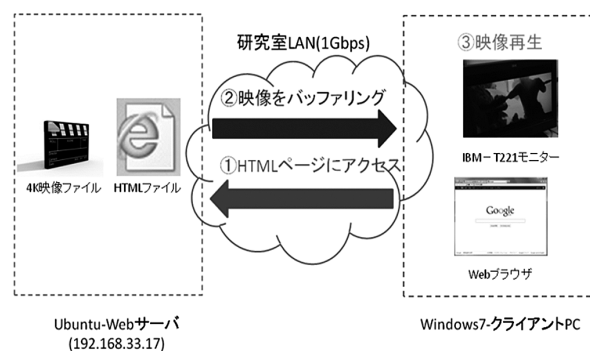 研究室LAN(1Gbps)
③映像再生
②映像をバッファリング
①HTMLページにアクセス
4K映像ファイル
HTMLファイル
IBM－T221モニター
Google
Webブラウザ
Ubuntu-Webサーバ
(192.168.33.17)
Windows7-クライアントPC